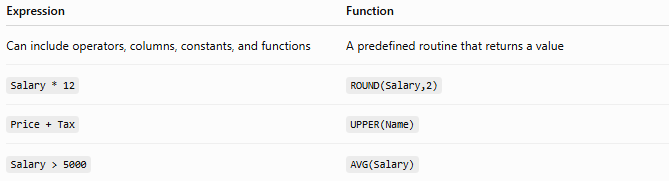 Expression Function
Can include operators, columns, constants, and functions A predefined routine that returns a value
Salary * 12 ROUND(Salary,2)
Price + Tax UPPER(Name)
Salary > 5000 AVG(Salary)